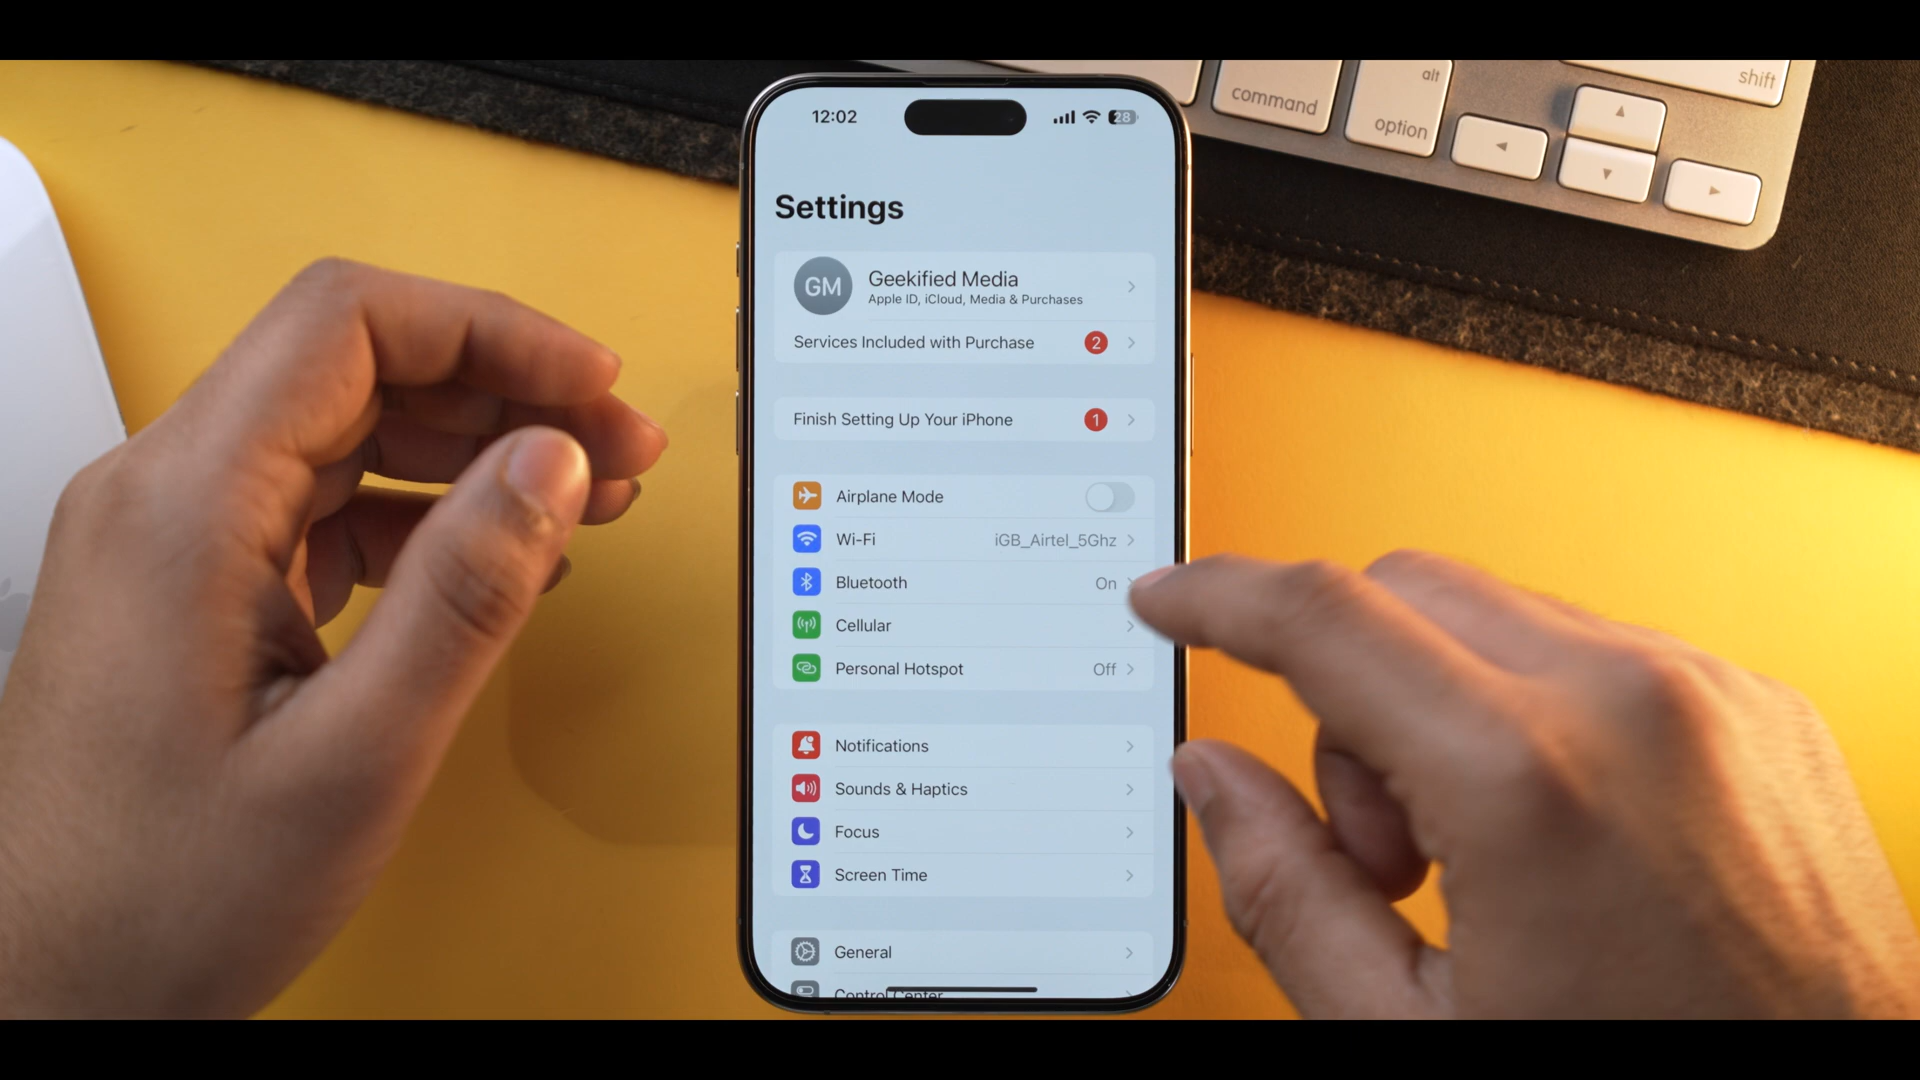 alt
shift
command
option
12:02
28
Settings
GM
Geekified Media
Apple ID, iCloud, Media & Purchases
Services Included with Purchase 2
Finish Setting Up Your iPhone 1
Airplane Mode
Wi-Fi iGB_Airtel_5Ghz
Bluetooth On
Cellular
Personal Hotspot Off
Notifications
Sounds & Haptics
Focus
Screen Time
General
Control Center